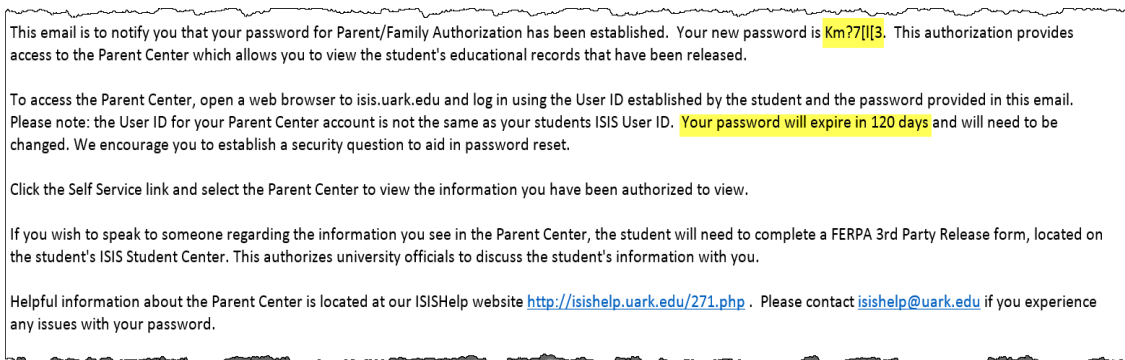 This email is to notify you that your password for Parent/Family Authorization has been established.  Your new password is Km?7[l[3.  This authorization provides
access to the Parent Center which allows you to view the student's educational records that have been released.

To access the Parent Center, open a web browser to isis.uark.edu and log in using the User ID established by the student and the password provided in this email.
Please note: the User ID for your Parent Center account is not the same as your students ISIS User ID.  Your password will expire in 120 days and will need to be
changed. We encourage you to establish a security question to aid in password reset.

Click the Self Service link and select the Parent Center to view the information you have been authorized to view.

If you wish to speak to someone regarding the information you see in the Parent Center, the student will need to complete a FERPA 3rd Party Release form, located on
the student's ISIS Student Center. This authorizes university officials to discuss the student's information with you.

Helpful information about the Parent Center is located at our ISISHelp website http://isishelp.uark.edu/271.php .  Please contact isishelp@uark.edu if you experience
any issues with your password.